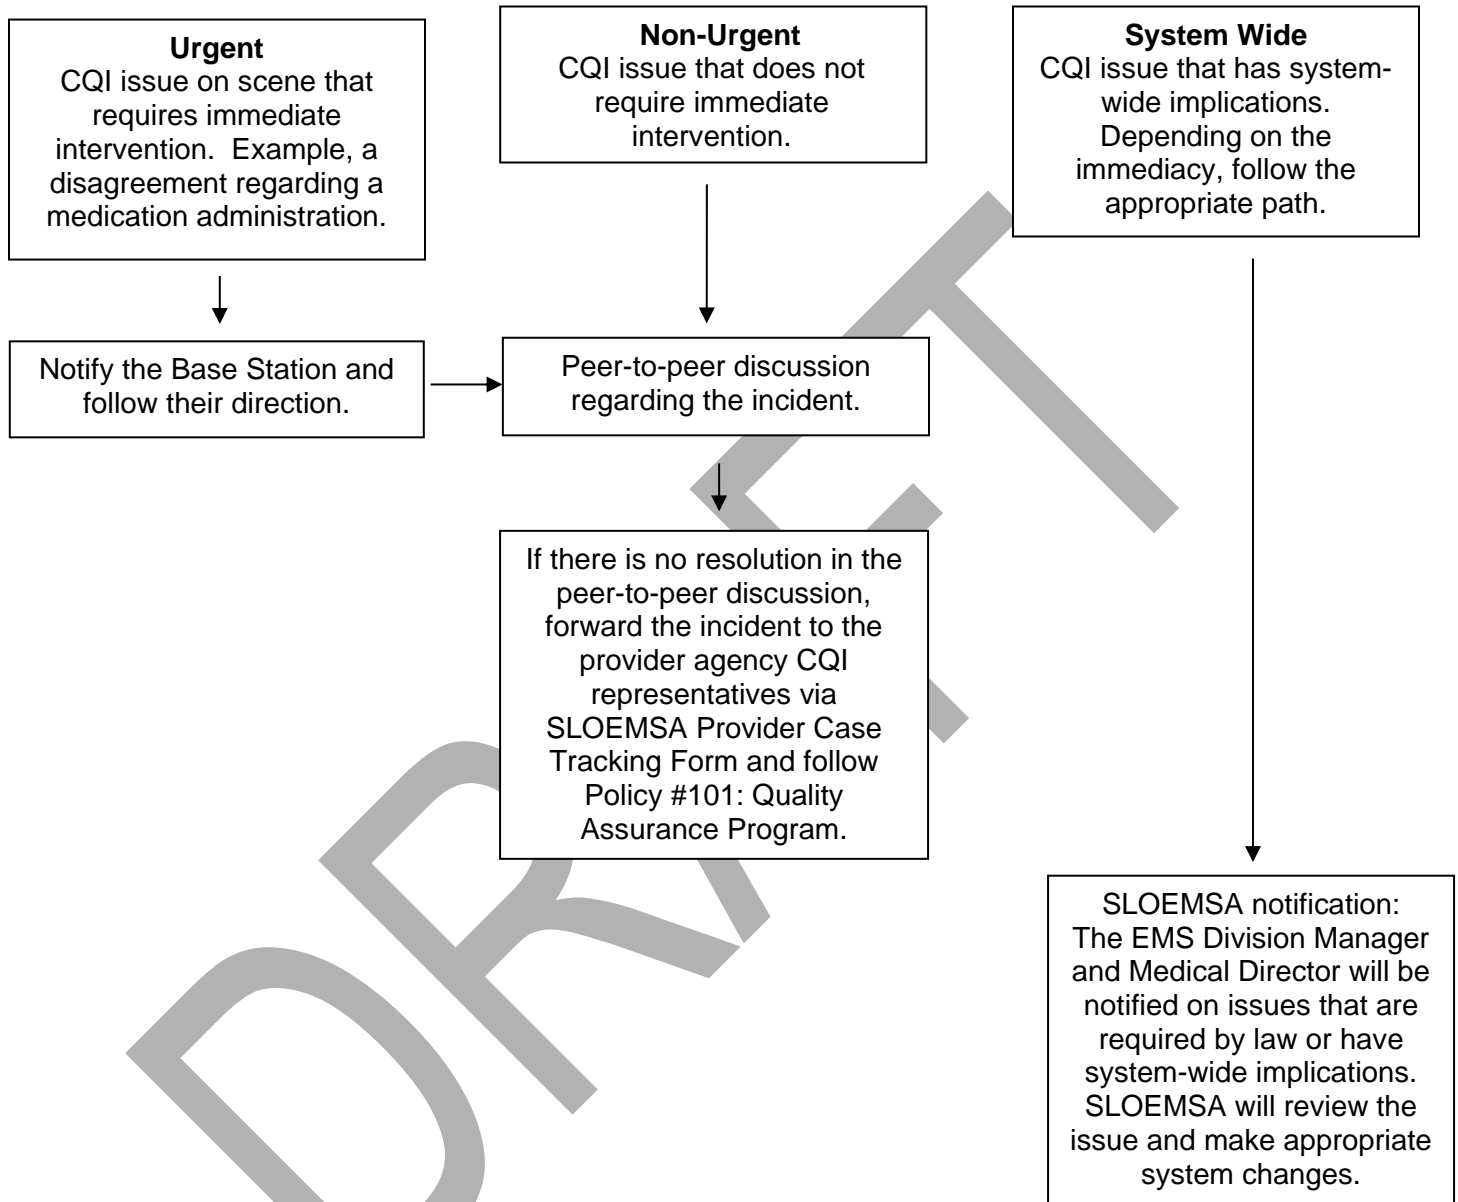 Urgent
CQI issue on scene that
requires immediate
intervention.  Example, a
disagreement regarding a
medication administration.
Non-Urgent
CQI issue that does not
require immediate
intervention.
System Wide
CQI issue that has system-
wide implications.
Depending on the
immediacy, follow the
appropriate path.
Notify the Base Station and
follow their direction.
Peer-to-peer discussion
regarding the incident.
If there is no resolution in the
peer-to-peer discussion,
forward the incident to the
provider agency CQI
representatives via
SLOEMSA Provider Case
Tracking Form and follow
Policy #101: Quality
Assurance Program.
SLOEMSA notification:
The EMS Division Manager
and Medical Director will be
notified on issues that are
required by law or have
system-wide implications.
SLOEMSA will review the
issue and make appropriate
system changes.
DRAFT